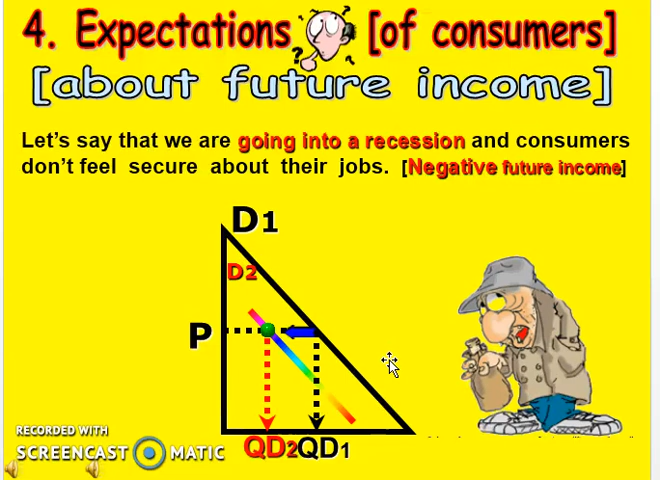 4. Expectations ? [of consumers]
[about future income]
Let's say that we are going into a recession and consumers
don't feel secure about their jobs. [Negative future income]
D1
D2
P
QD2 QD1
RECORDED WITH
SCREENCAST MATIC